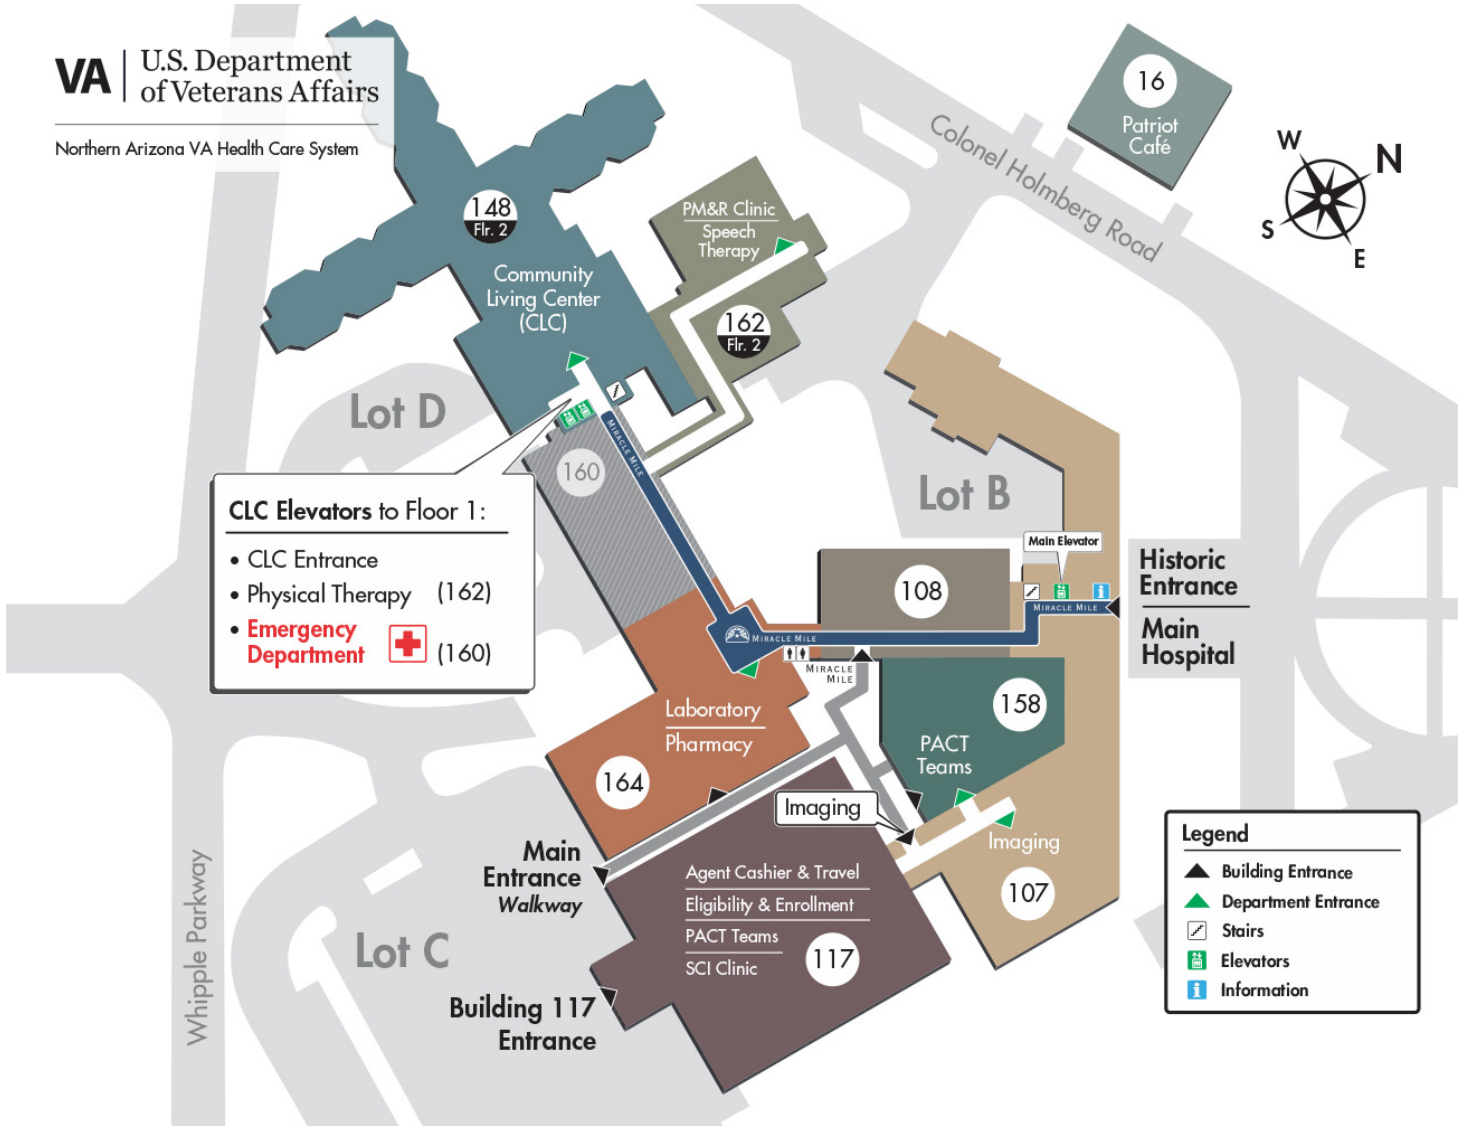 VA
U.S. Department
of Veterans Affairs
Northern Arizona VA Health Care System
16
Patriot
Café
Colonel Holmberg Road
W
N
S
E
148
Flr. 2
Community
Living Center
(CLC)
PM&R Clinic
Speech
Therapy
162
Flr. 2
Lot D
160
MIRACLE MILE
Lot B
CLC Elevators to Floor 1:
• CLC Entrance
• Physical Therapy (162)
• Emergency
Department (160)
108
Main Elevator
i
MIRACLE MILE
Historic
Entrance
Main
Hospital
MIRACLE MILE
MIRACLE
MILE
158
PACT
Teams
Laboratory
Pharmacy
164
Imaging
Imaging
107
Main
Entrance
Walkway
Agent Cashier & Travel
Eligibility & Enrollment
PACT Teams
SCI Clinic
117
Building 117
Entrance
Lot C
Whipple Parkway
Legend
Building Entrance
Department Entrance
Stairs
Elevators
i Information